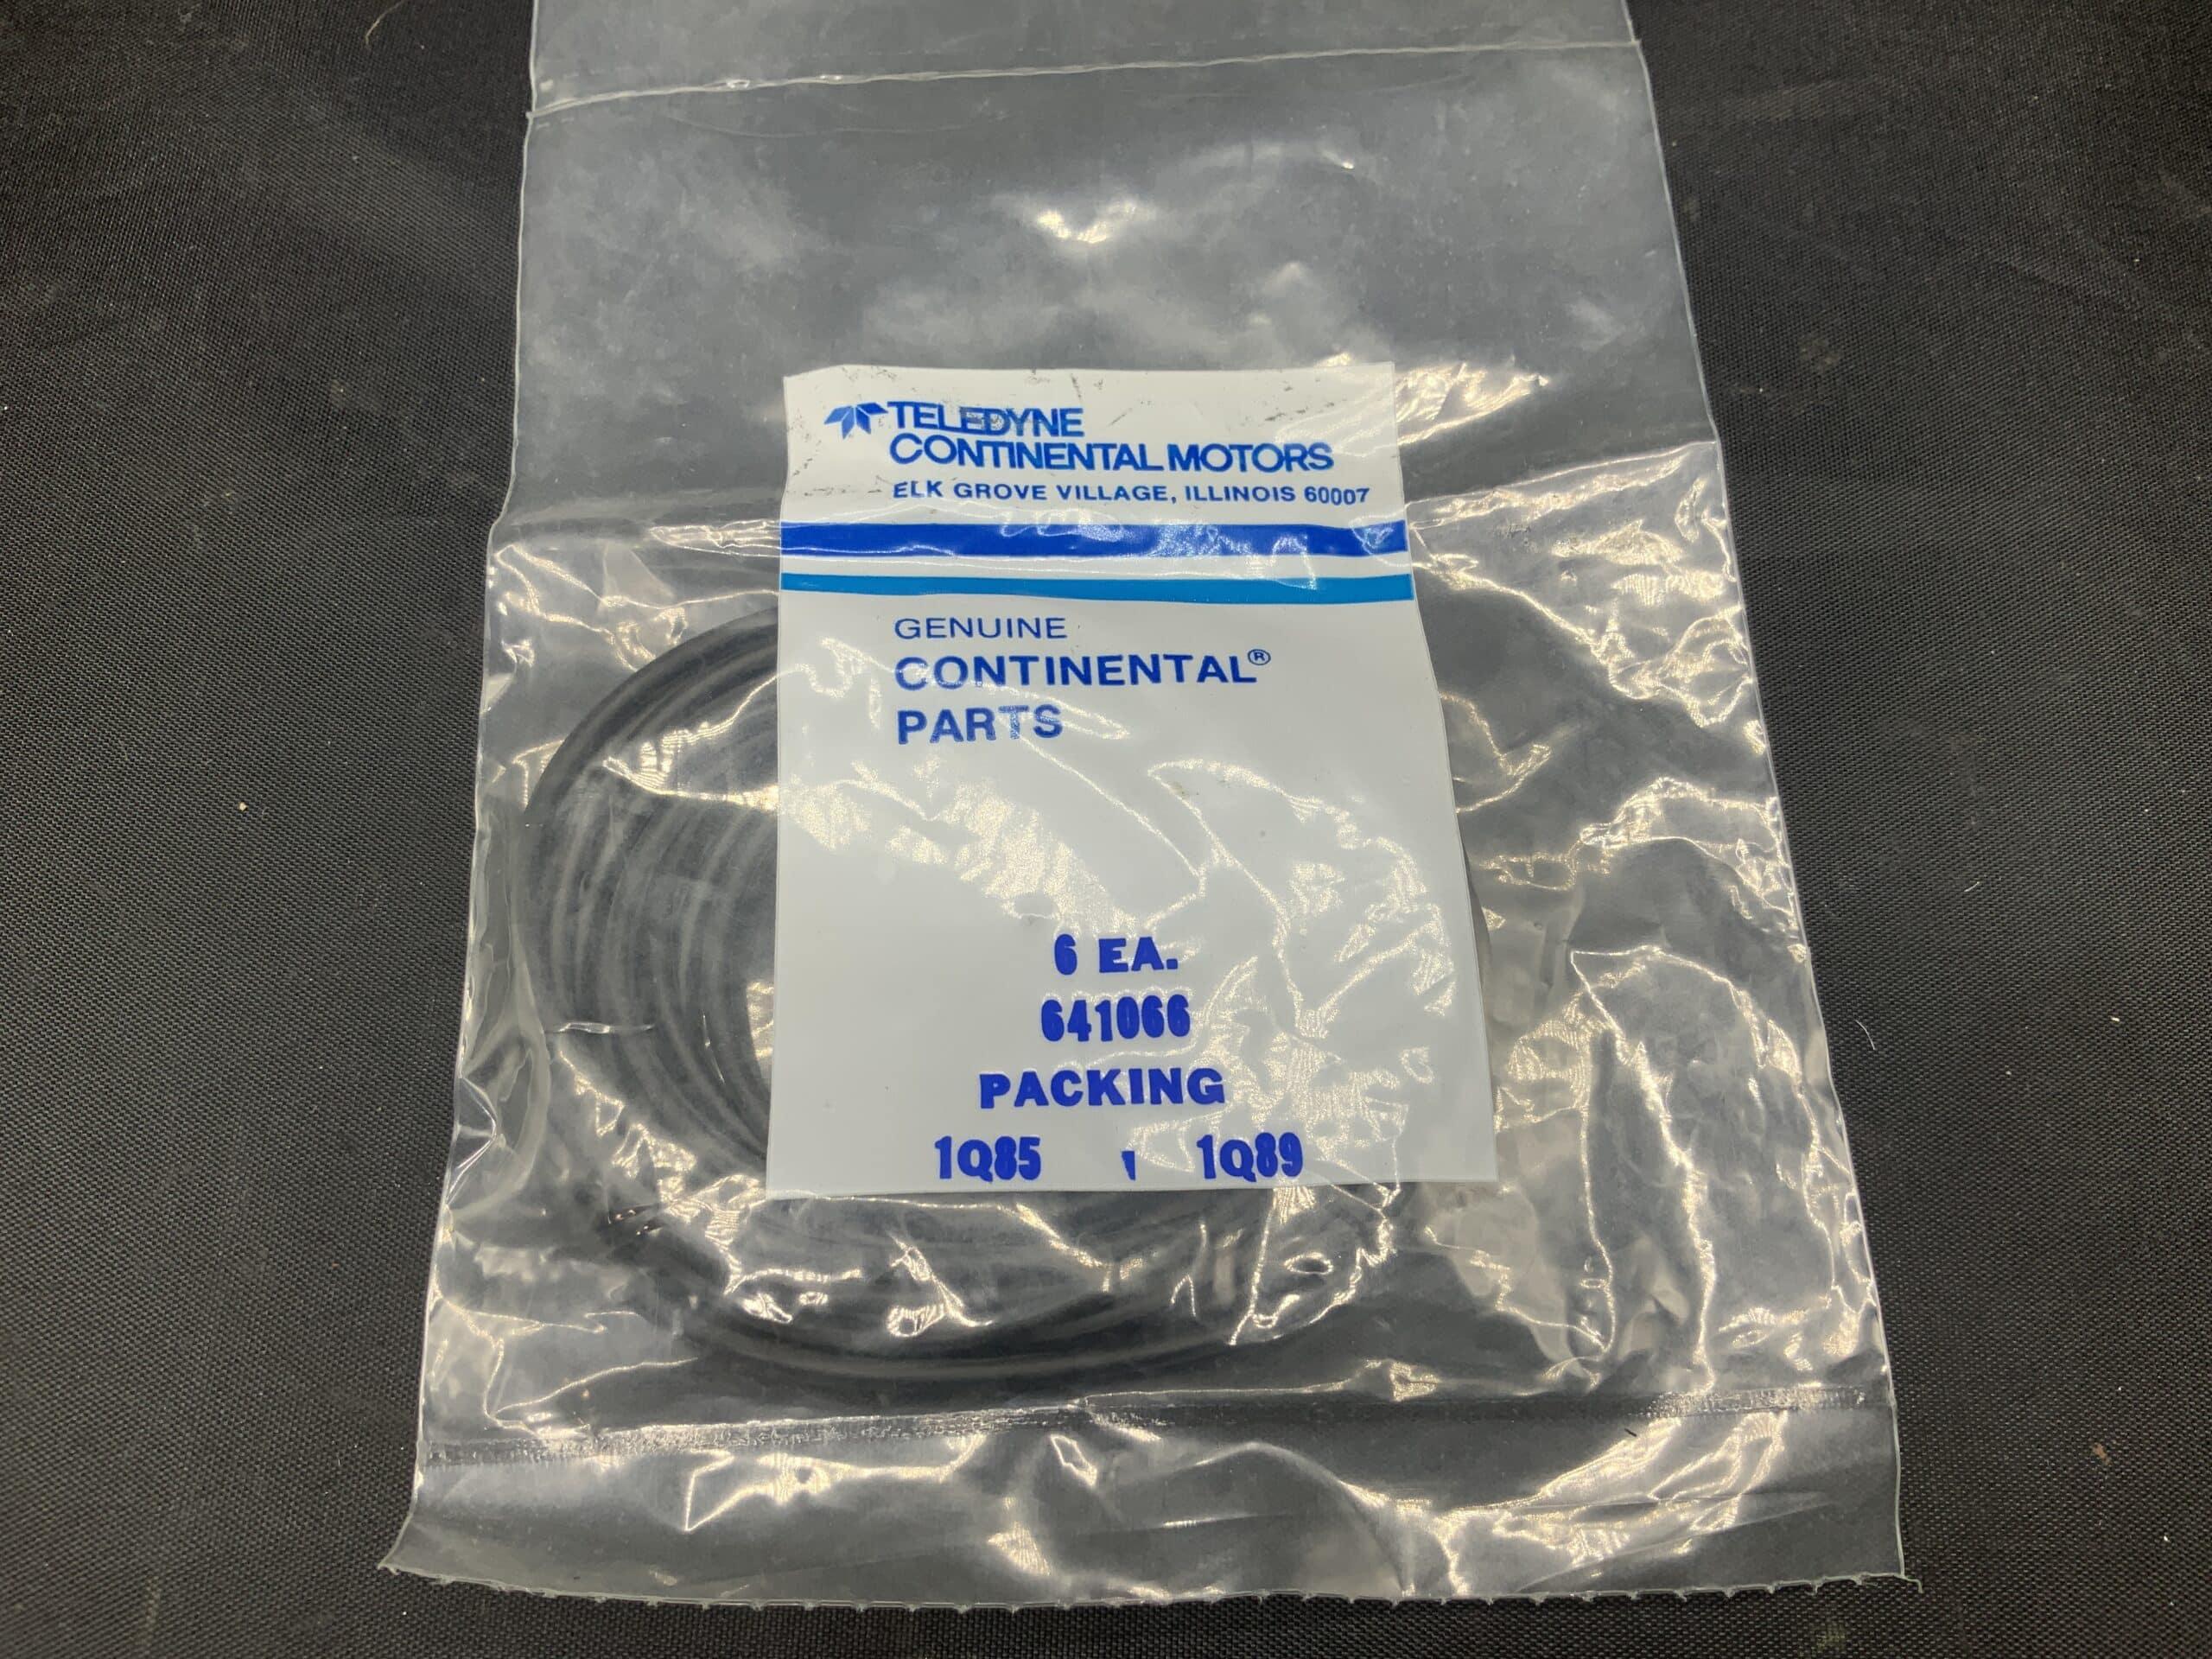 TELEDYNE
CONTINENTAL MOTORS
ELK GROVE VILLAGE, ILLINOIS 60007
GENUINE
CONTINENTAL®
PARTS
6 EA.
641066
PACKING
1Q85 1Q89